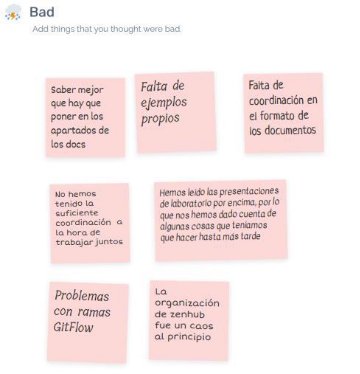 Bad
Add things that you thought were bad.
Saber mejor
que hay que
poner en los
apartados de
los docs
Falta de
ejemplos
propios
Falta de
coordinación en
el formato de
los documentos
No hemos
tenido la
suficiente
coordinación a
la hora de
trabajar juntos
Hemos leído las presentaciones
de laboratorio por encima, por lo
que nos hemos dado cuenta de
algunas cosas que teníamos
que hacer hasta más tarde
Problemas
con ramas
GitFlow
La
organización
de zenhub
fue un caos
al principio